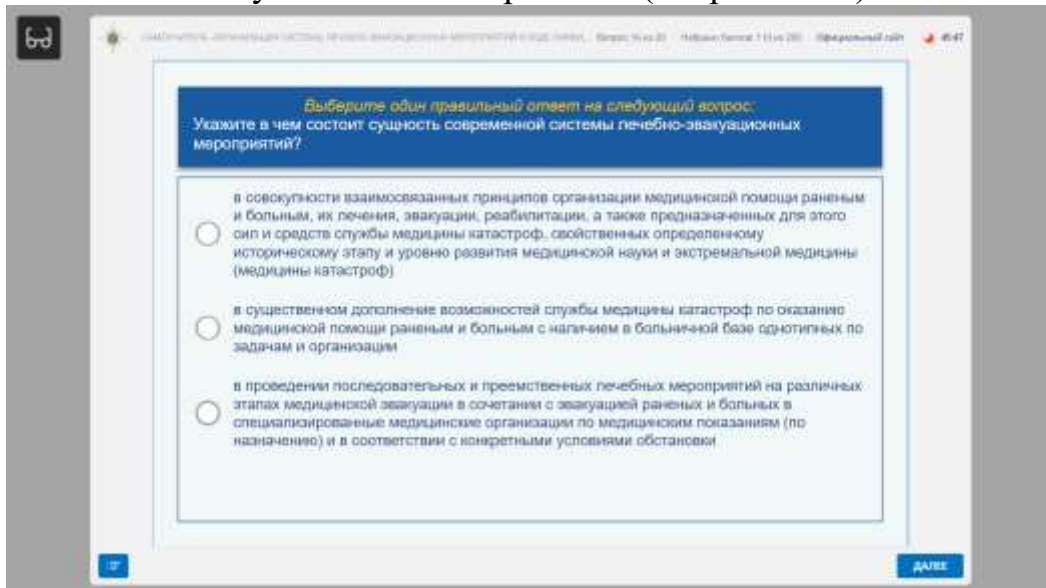 Выберите один правильный ответ на следующий вопрос:
Укажите в чем состоит сущность современной системы лечебно-эвакуационных
мероприятий?
в совокупности взаимосвязанных принципов организации медицинской помощи раненым
и больным, их лечения, эвакуации, реабилитации, а также предназначенных для этого
сил и средств службы медицины катастроф, свойственных определенному
историческому этапу и уровню развития медицинской науки и экстремальной медицины
(медицины катастроф)
в существенном дополнение возможностей службы медицины катастроф по оказанию
медицинской помощи раненым и больным с наличием в больничной базе однотипных по
задачам и организации
в проведении последовательных и преемственных лечебных мероприятий на различных
этапах медицинской эвакуации в сочетании с эвакуацией раненых и больных в
специализированные медицинские организации по медицинским показаниям (по
назначению) и в соответствии с конкретными условиями обстановки
ДАЛЕЕ